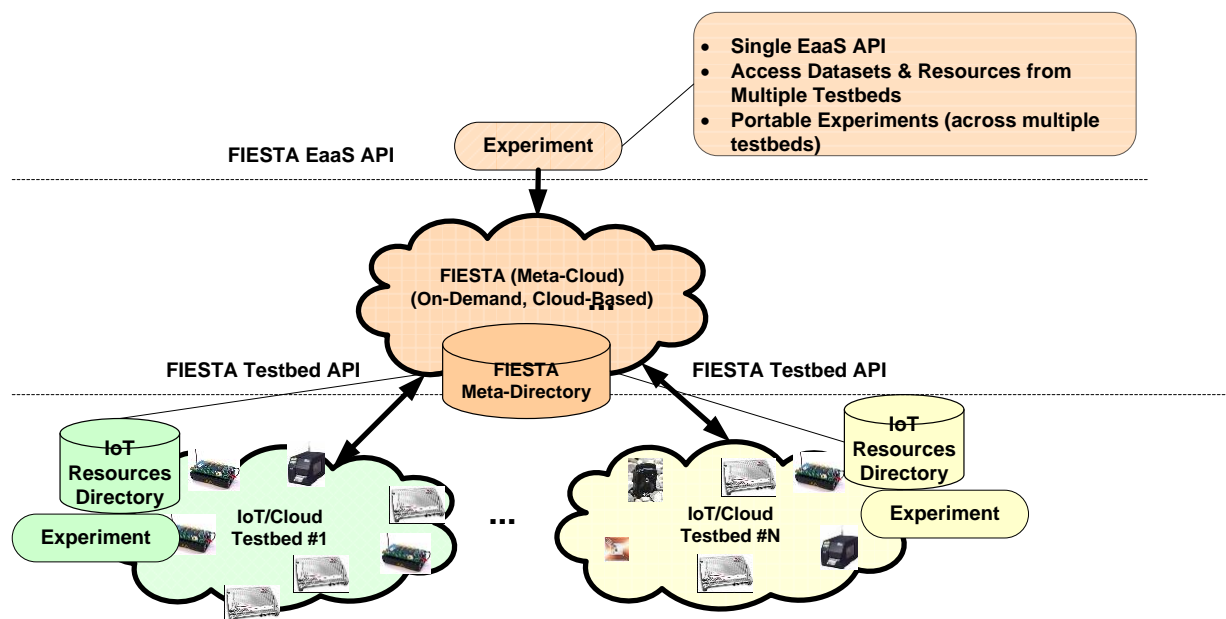 • Single EaaS API
• Access Datasets & Resources from
Multiple Testbeds
• Portable Experiments (across multiple
testbeds)
Experiment
FIESTA EaaS API
FIESTA (Meta-Cloud)
(On-Demand, Cloud-Based)
...
FIESTA Testbed API
FIESTA
Meta-Directory
FIESTA Testbed API
IoT
Resources
Directory
Experiment
IoT/Cloud
Testbed #1
...
IoT/Cloud
Testbed #N
IoT
Resources
Directory
Experiment